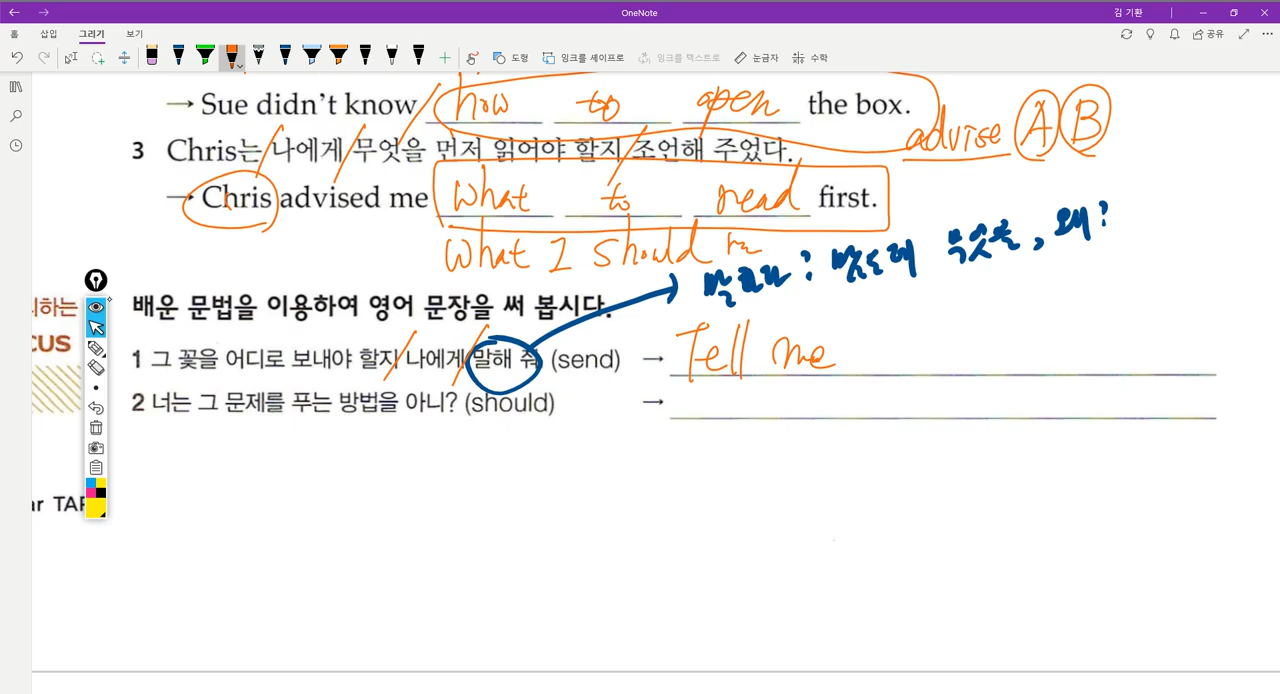 OneNote
김 기환
홈 삽입 그리기 보기
공유
도형 잉크를 셰이프로 잉크를 텍스트로 눈금자 수학
→ Sue didn't know how to open the box.
advise A B
3 Chris는 나에게 무엇을 먼저 읽어야 할지 조언해 주었다.
→ Chris advised me what to read first.
What I should
무엇을, 왜?
하는 배운 문법을 이용하여 영어 문장을 써 봅시다.
CUS
1 그 꽃을 어디로 보내야 할지 나에게 말해 줘. (send) → Tell me
2 너는 그 문제를 푸는 방법을 아니? (should) →
ar TAP